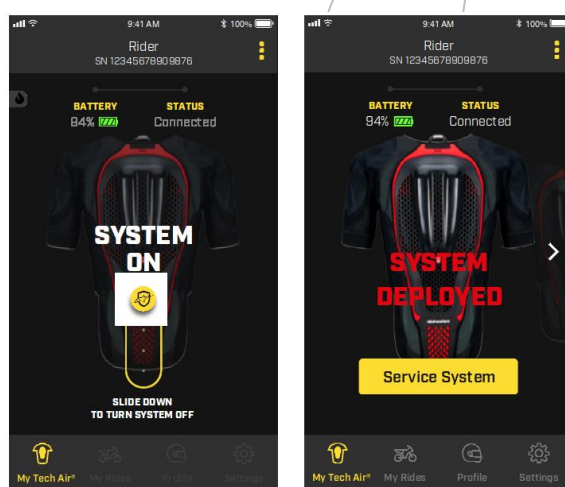 9:41 AM
100%
Rider
SN 12345678909876
BATTERY
94%
STATUS
Connected
SYSTEM
ON
SLIDE DOWN
TO TURN SYSTEM OFF
My Tech Air®
My Rides
Profile
Settings
9:41 AM
100%
Rider
SN 12345678909876
BATTERY
94%
STATUS
Connected
SYSTEM
DEPLOYED
Service System
My Tech Air®
My Rides
Profile
Settings